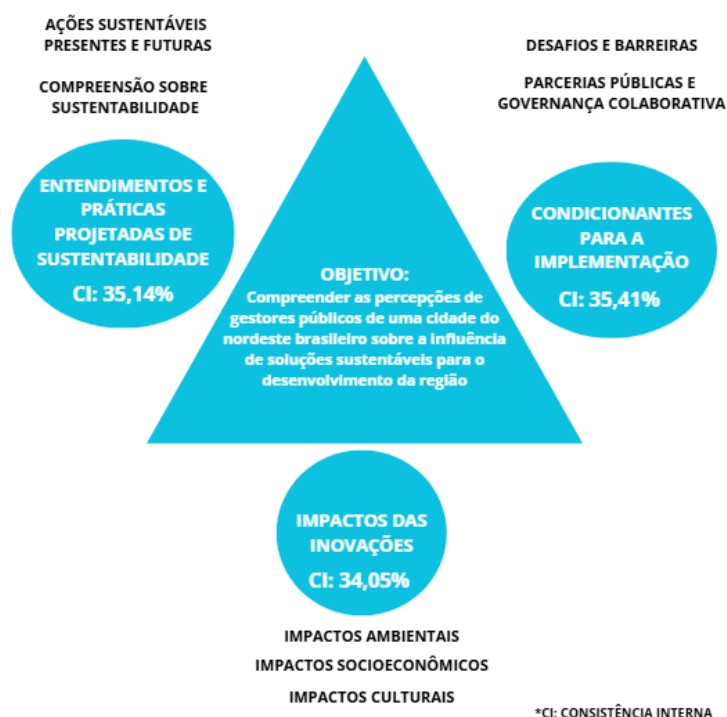 AÇÕES SUSTENTÁVEIS
PRESENTES E FUTURAS
COMPREENSÃO SOBRE
SUSTENTABILIDADE
ENTENDIMENTOS E
PRÁTICAS
PROJETADAS DE
SUSTENTABILIDADE
CI: 35,14%
DESAFIOS E BARREIRAS
PARCERIAS PÚBLICAS E
GOVERNANÇA COLABORATIVA
CONDICIONANTES
PARA A
IMPLEMENTAÇÃO
CI: 35,41%
OBJETIVO:
Compreender as percepções de
gestores públicos de uma cidade do
nordeste brasileiro sobre a influência
de soluções sustentáveis para o
desenvolvimento da região
IMPACTOS DAS
INOVAÇÕES
CI: 34,05%
IMPACTOS AMBIENTAIS
IMPACTOS SOCIOECONÔMICOS
IMPACTOS CULTURAIS
*CI: CONSISTÊNCIA INTERNA